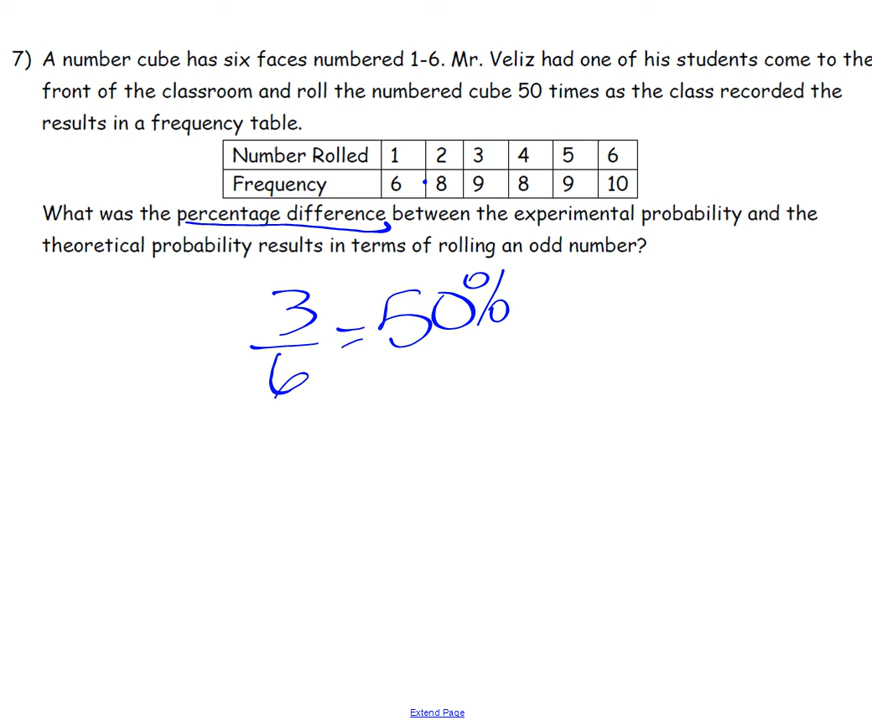 7) A number cube has six faces numbered 1-6. Mr. Veliz had one of his students come to the
front of the classroom and roll the numbered cube 50 times as the class recorded the
results in a frequency table.
Number Rolled 1 2 3 4 5 6
Frequency 6 8 9 8 9 10
What was the percentage difference between the experimental probability and the
theoretical probability results in terms of rolling an odd number?
3/6 = 50%
Extend Page